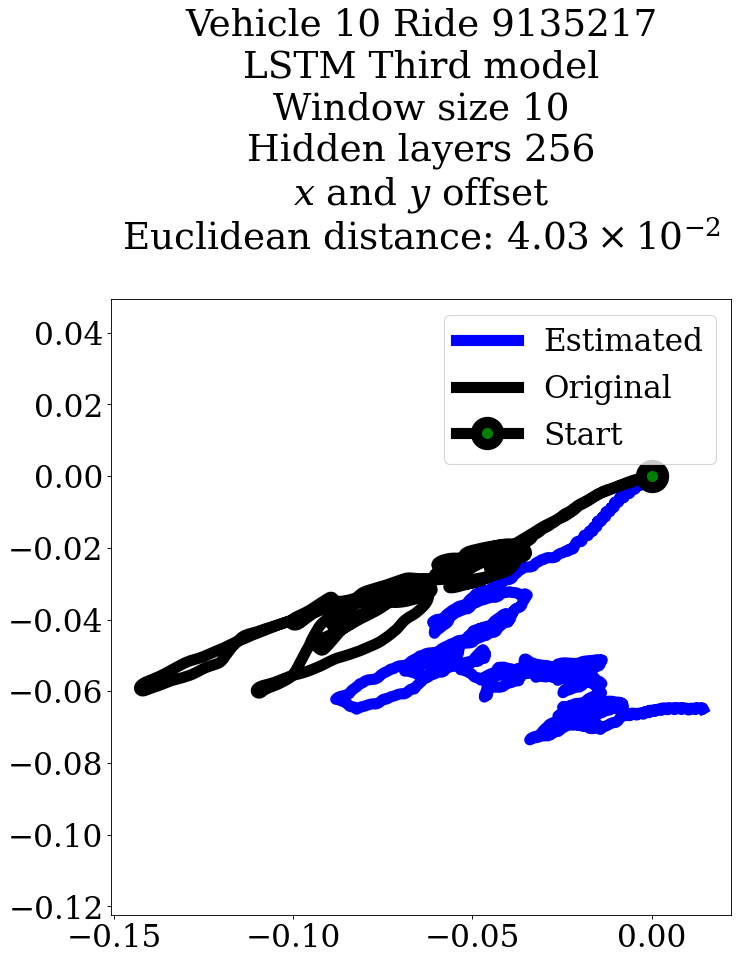 Vehicle 10 Ride 9135217
LSTM Third model
Window size 10
Hidden layers 256
x and y offset
Euclidean distance: 4.03 × 10⁻²
Estimated
Original
Start
0.04
0.02
0.00
−0.02
−0.04
−0.06
−0.08
−0.10
−0.12
−0.15
−0.10
−0.05
0.00